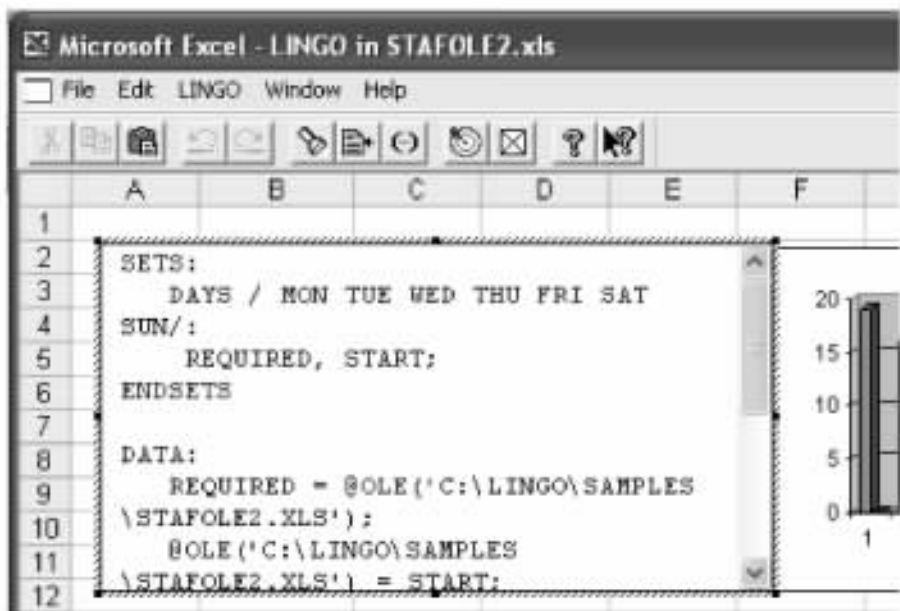 Microsoft Excel - LINGO in STAFOLE2.xls
File Edit LINGO Window Help
A B C D E F
1
2
3
4
5
6
7
8
9
10
11
12
SETS:
DAYS / MON TUE WED THU FRI SAT
SUN/:
REQUIRED, START;
ENDSETS
DATA:
REQUIRED = @OLE('C:\LINGO\SAMPLES
\STAFOLE2.XLS');
@OLE('C:\LINGO\SAMPLES
\STAFOLE2.XLS') = START;
20
15
10
5
0
1